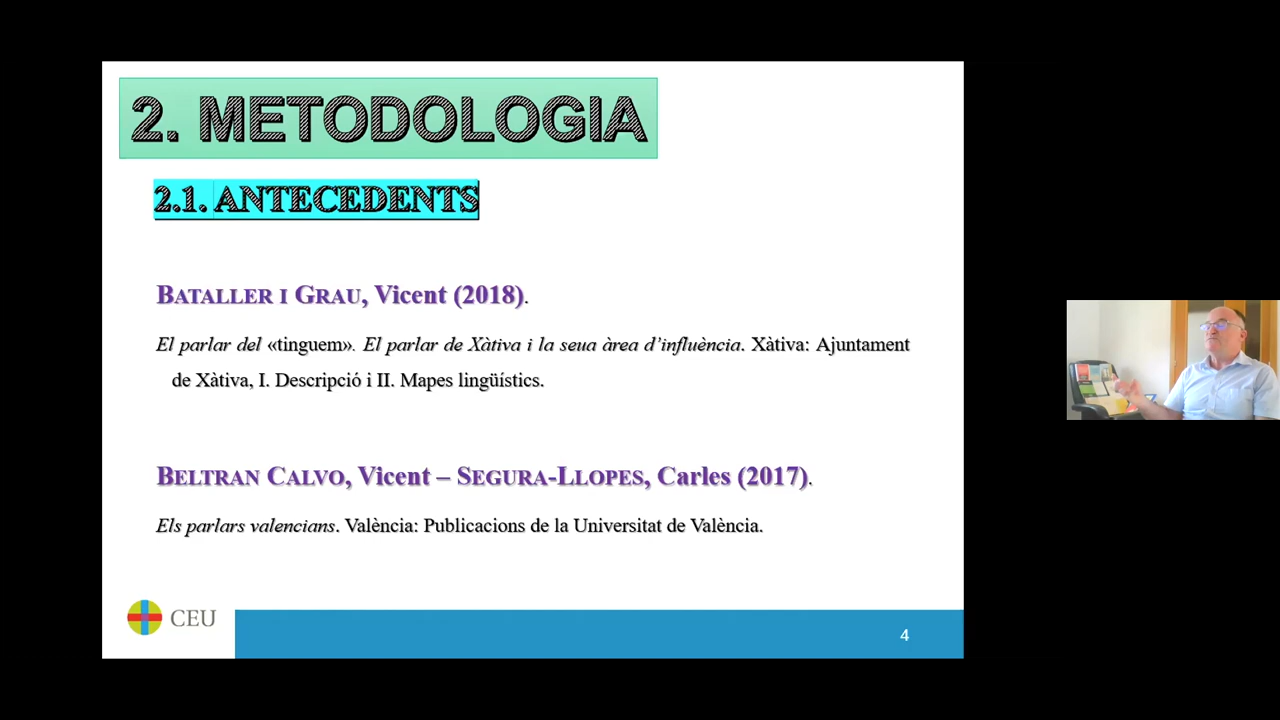 2. METODOLOGIA
2.1. ANTECEDENTS
BATALLER I GRAU, Vicent (2018).
El parlar del «tinguem». El parlar de Xàtiva i la seua àrea d’influència. Xàtiva: Ajuntament
de Xàtiva, I. Descripció i II. Mapes lingüístics.
BELTRAN CALVO, Vicent – SEGURA-LLOPES, Carles (2017).
Els parlars valencians. València: Publicacions de la Universitat de València.
CEU
4